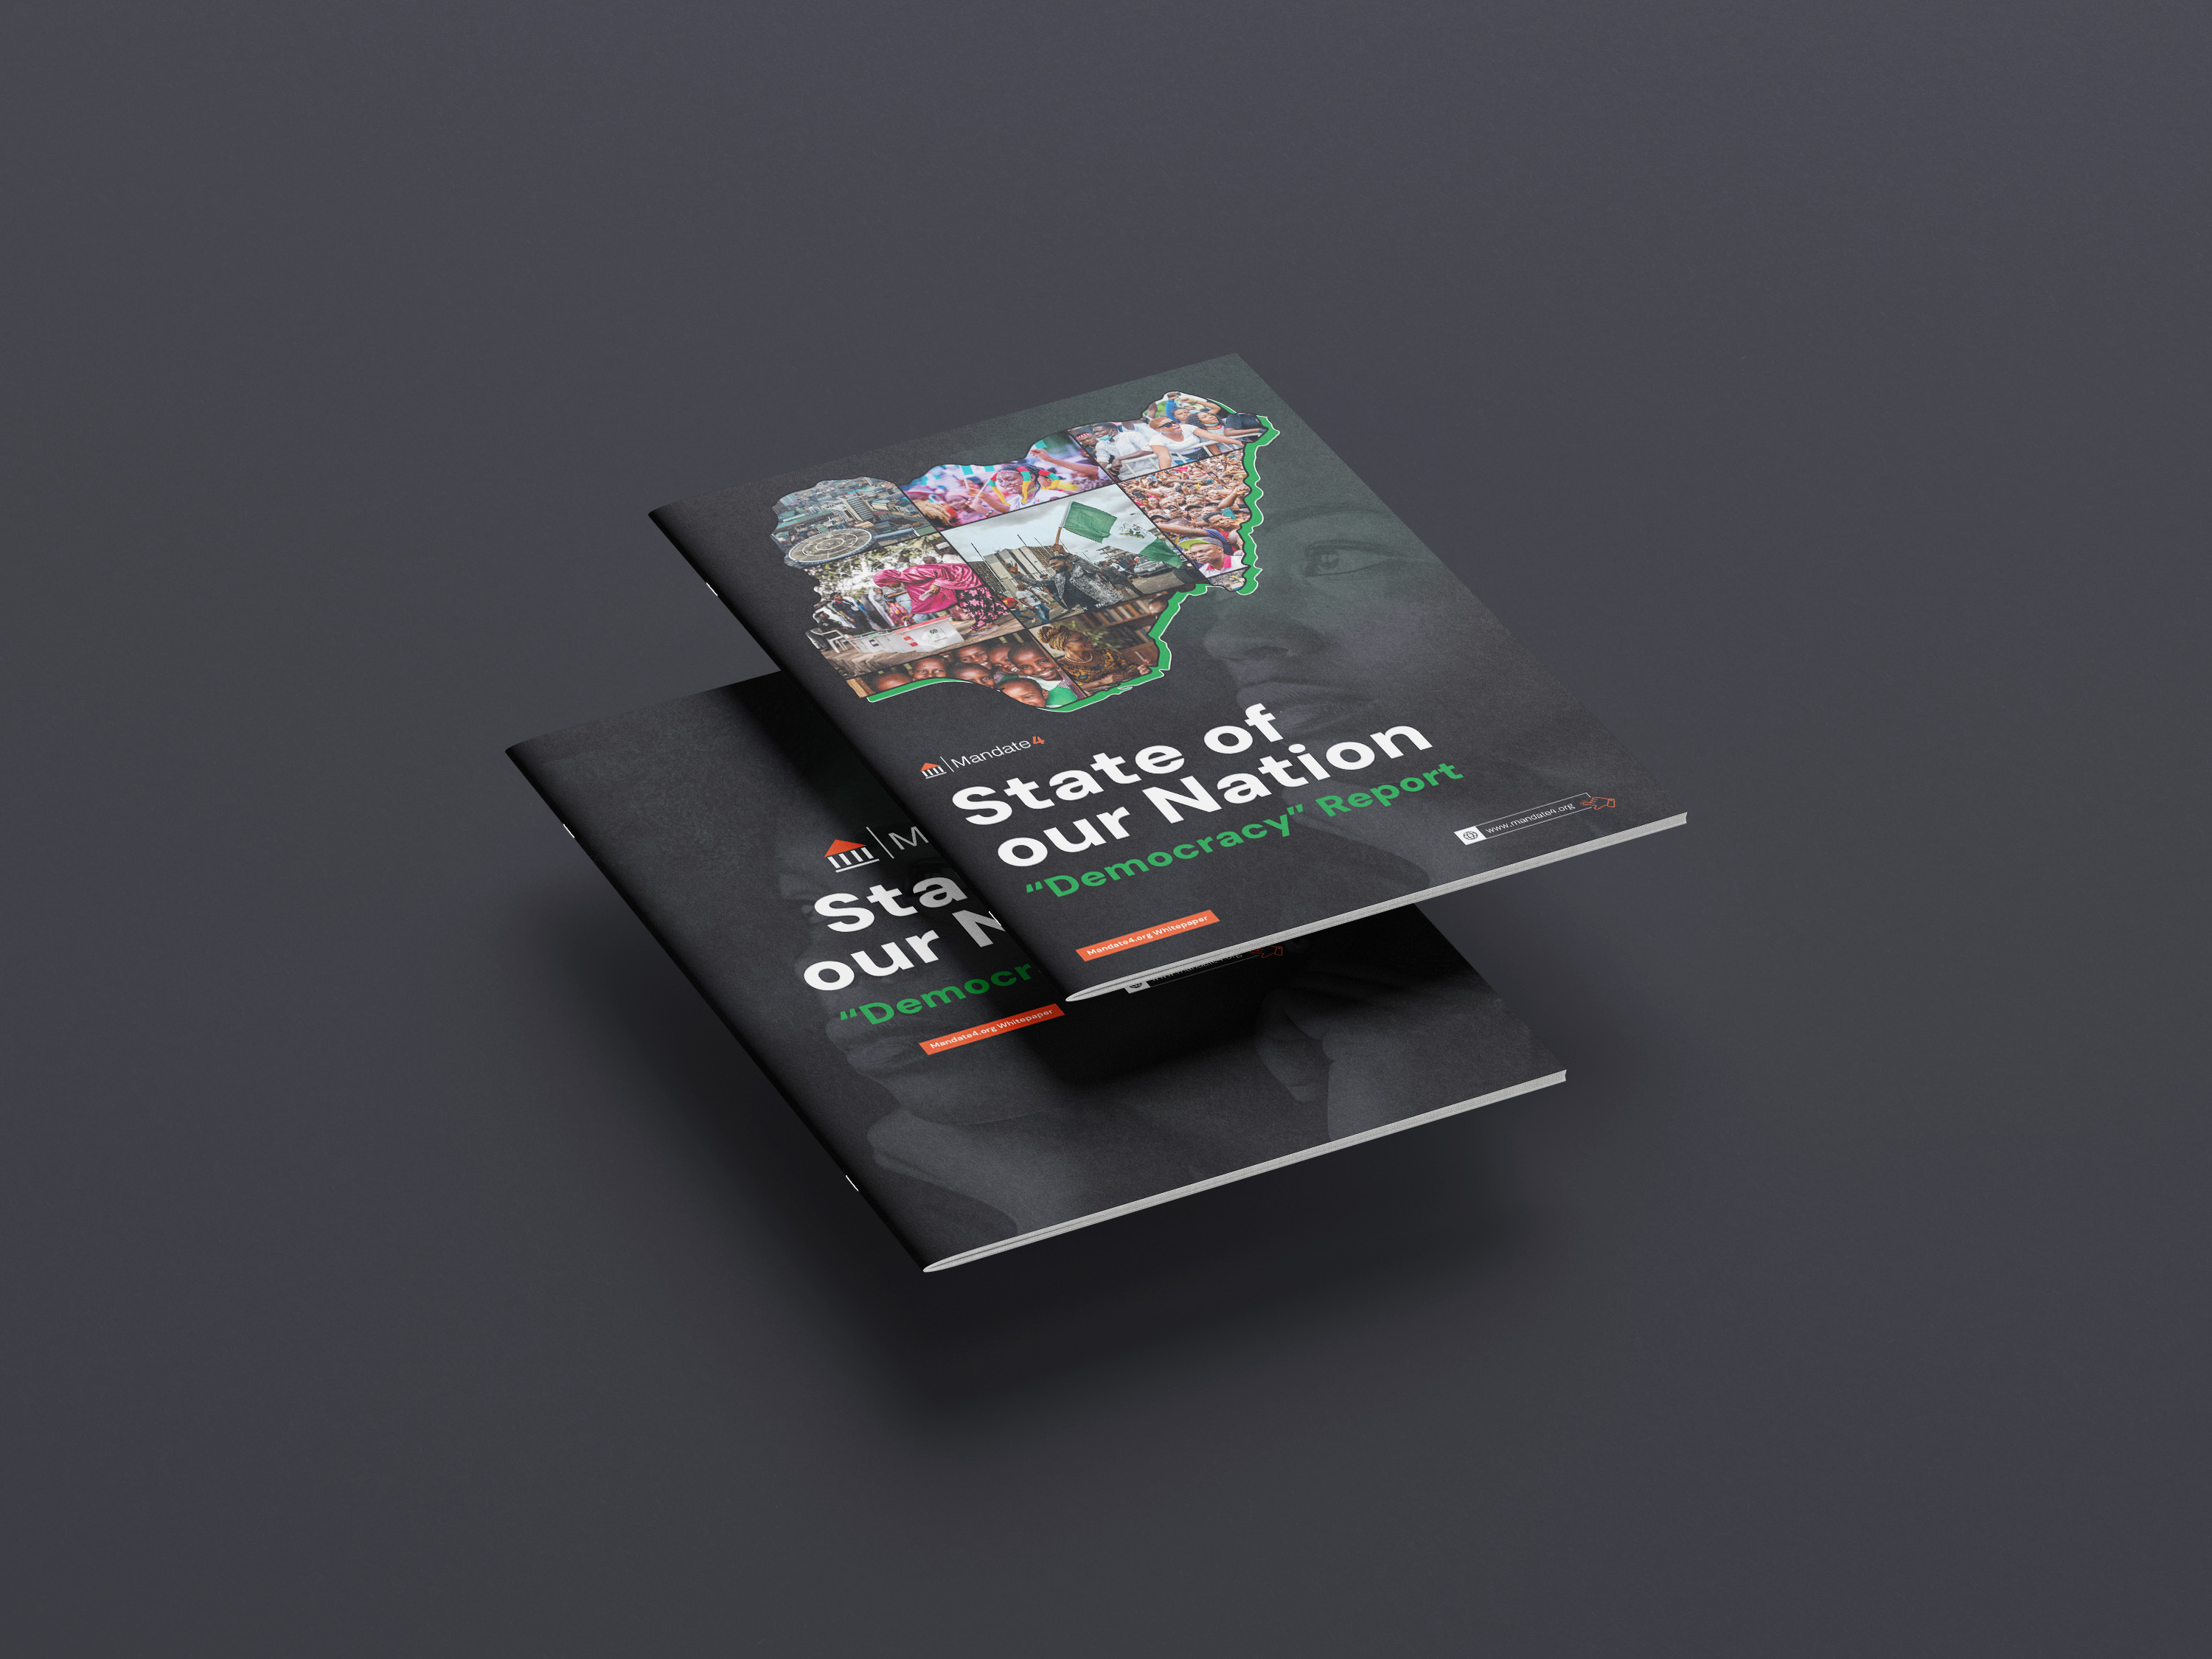 Mandate4
State of
our Nation
“Democracy” Report
www.mandate4.org
Mandate4.org Whitepaper
M
Sta
our N
“Democr
Mandate4.org Whitepaper